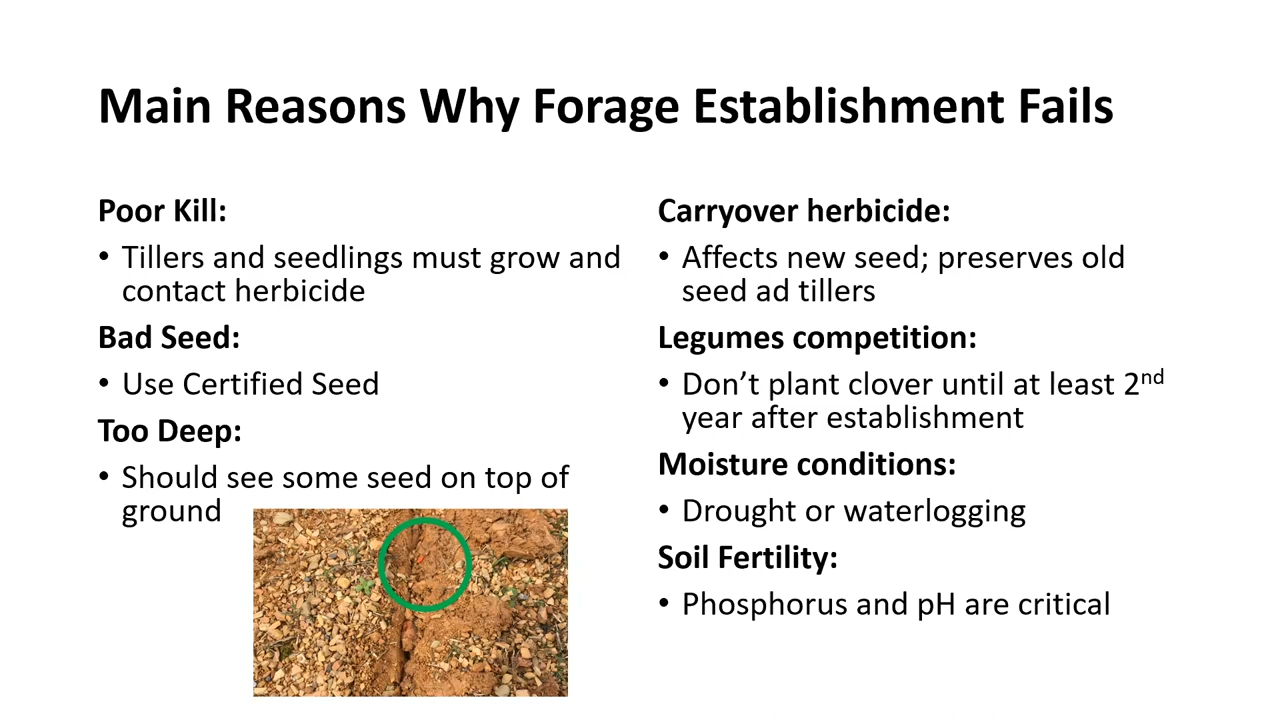 Main Reasons Why Forage Establishment Fails
Poor Kill:
• Tillers and seedlings must grow and
contact herbicide
Bad Seed:
• Use Certified Seed
Too Deep:
• Should see some seed on top of
ground
Carryover herbicide:
• Affects new seed; preserves old
seed ad tillers
Legumes competition:
• Don’t plant clover until at least 2nd
year after establishment
Moisture conditions:
• Drought or waterlogging
Soil Fertility:
• Phosphorus and pH are critical